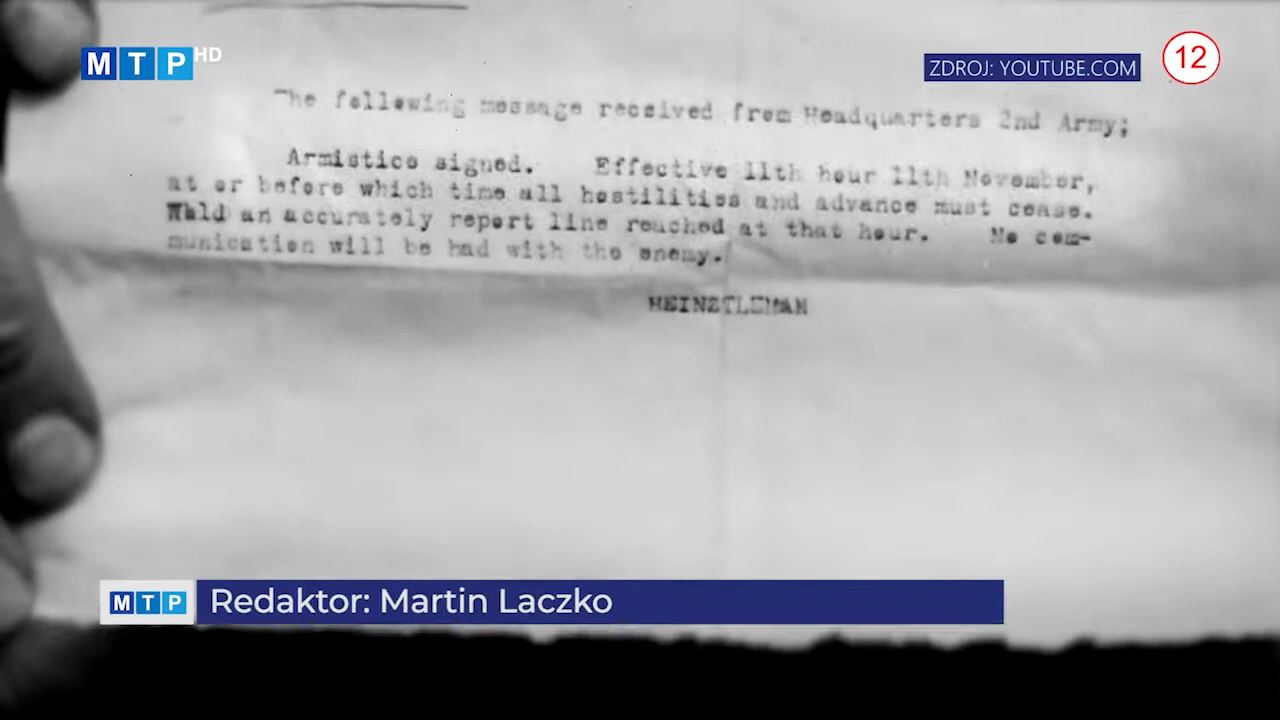 MTP HD
ZDROJ: YOUTUBE.COM
12
The following message received from Headquarters 2nd Army;
Armistice signed. Effective 11th hour 11th November,
at or before which time all hostilities and advance must cease.
Hold an accurately report line reached at that hour. No com-
munication will be had with the enemy.
HEINZTLEMAN
MTP Redaktor: Martin Laczko